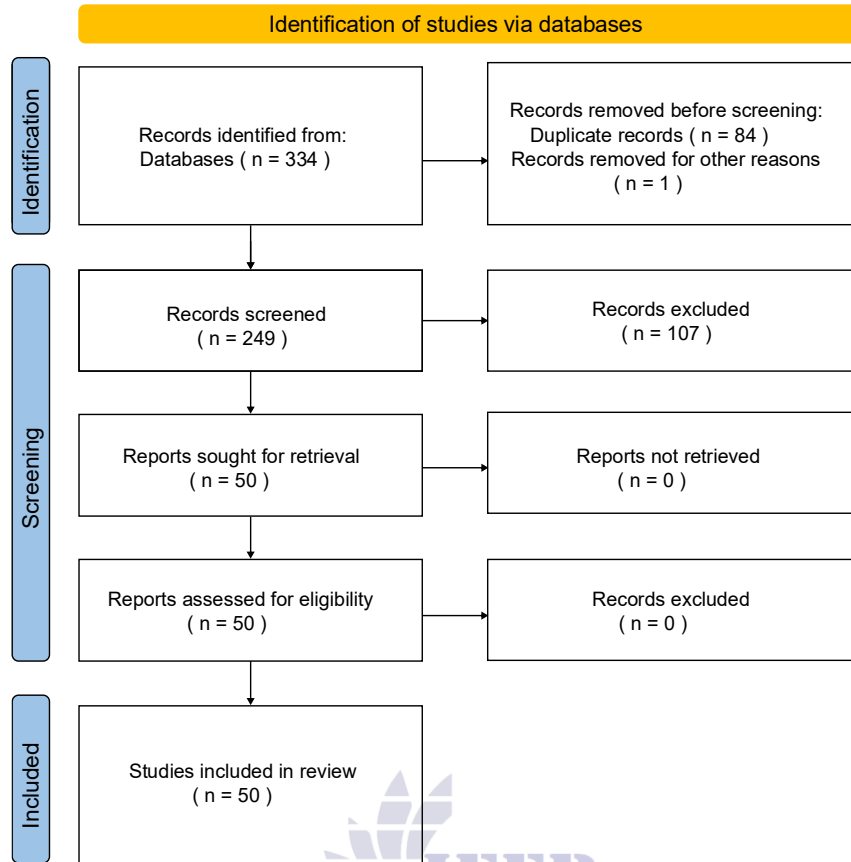 Identification of studies via databases
Identification
Records identified from:
Databases ( n = 334 )
Records removed before screening:
Duplicate records ( n = 84 )
Records removed for other reasons
( n = 1 )
Screening
Records screened
( n = 249 )
Records excluded
( n = 107 )
Reports sought for retrieval
( n = 50 )
Reports not retrieved
( n = 0 )
Reports assessed for eligibility
( n = 50 )
Records excluded
( n = 0 )
Included
Studies included in review
( n = 50 )